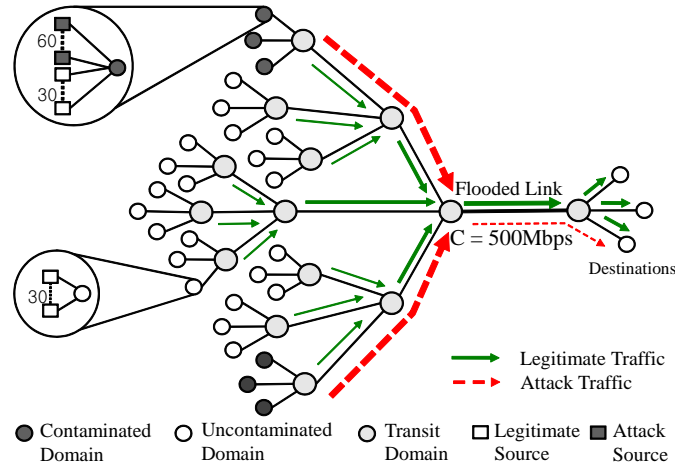 60
30
Flooded Link
C = 500Mbps
30
Destinations
Legitimate Traffic
Attack Traffic
Contaminated Domain
Uncontaminated Domain
Transit Domain
Legitimate Source
Attack Source